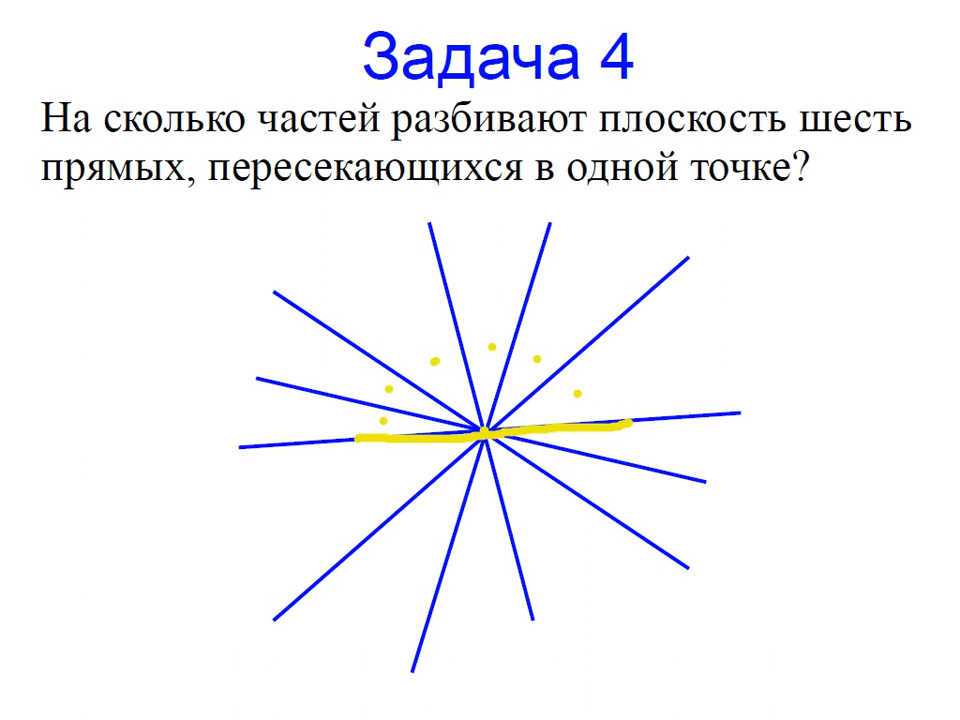 Задача 4
На сколько частей разбивают плоскость шесть
прямых, пересекающихся в одной точке?